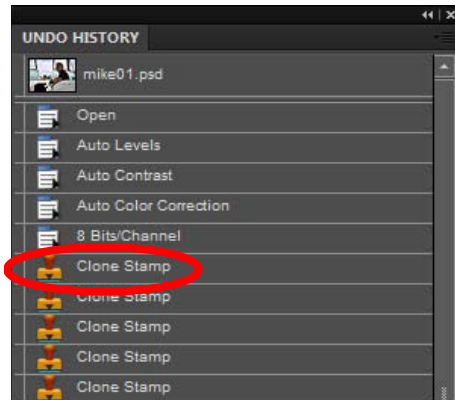 UNDO HISTORY
mike01.psd
Open
Auto Levels
Auto Contrast
Auto Color Correction
8 Bits/Channel
Clone Stamp
Clone Stamp
Clone Stamp
Clone Stamp
Clone Stamp